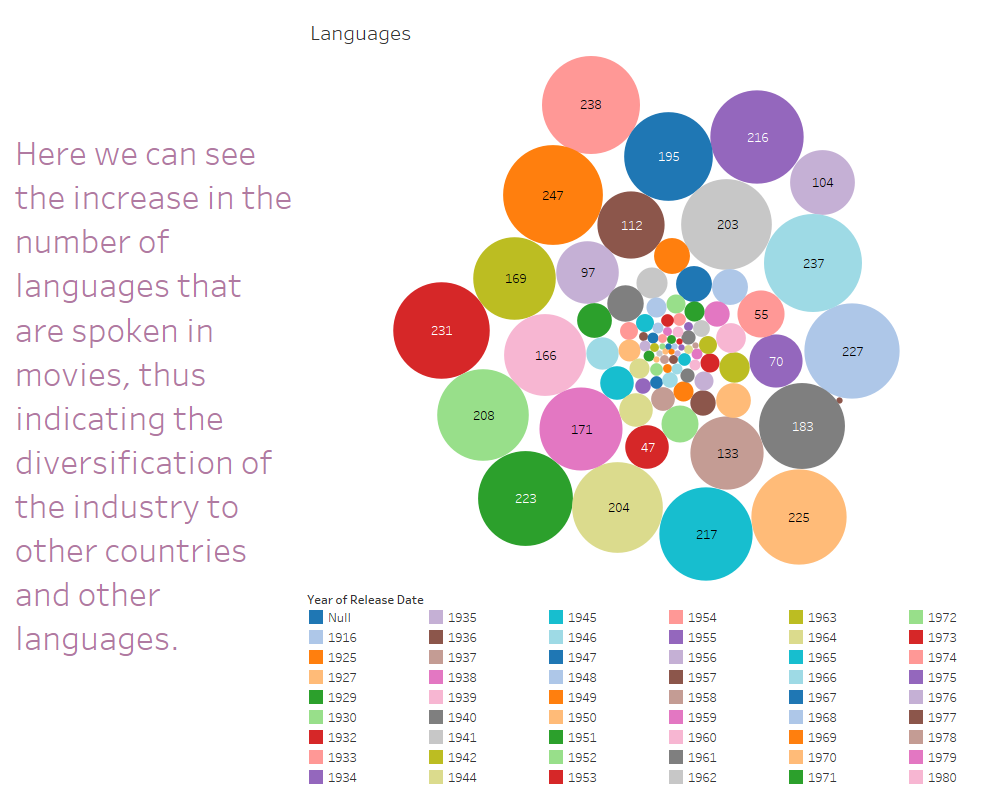 Languages
Here we can see
the increase in the
number of
languages that
are spoken in
movies, thus
indicating the
diversification of
the industry to
other countries
and other
languages.
238
216
195
104
247
112
203
97
237
169
55
231
166
70
227
208
171
47
133
183
223
204
217
225
Year of Release Date
Null 1935 1945 1954 1963 1972
1916 1936 1946 1955 1964 1973
1925 1937 1947 1956 1965 1974
1927 1938 1948 1957 1966 1975
1929 1939 1949 1958 1967 1976
1930 1940 1950 1959 1968 1977
1932 1941 1951 1960 1969 1978
1933 1942 1952 1961 1970 1979
1934 1944 1953 1962 1971 1980